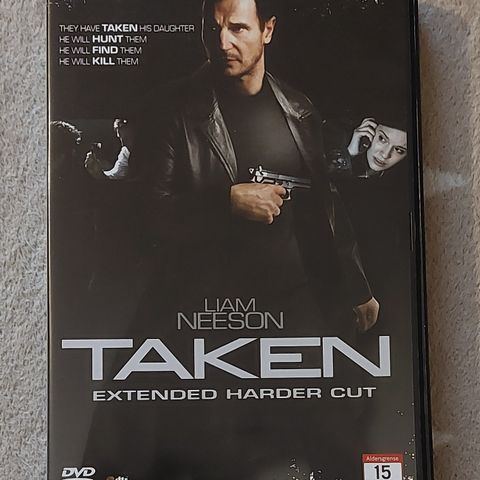 THEY HAVE TAKEN HIS DAUGHTER
HE WILL HUNT THEM
HE WILL FIND THEM
HE WILL KILL THEM
LIAM
NEESON
TAKEN
EXTENDED HARDER CUT
DVD
Aldersgrense
15